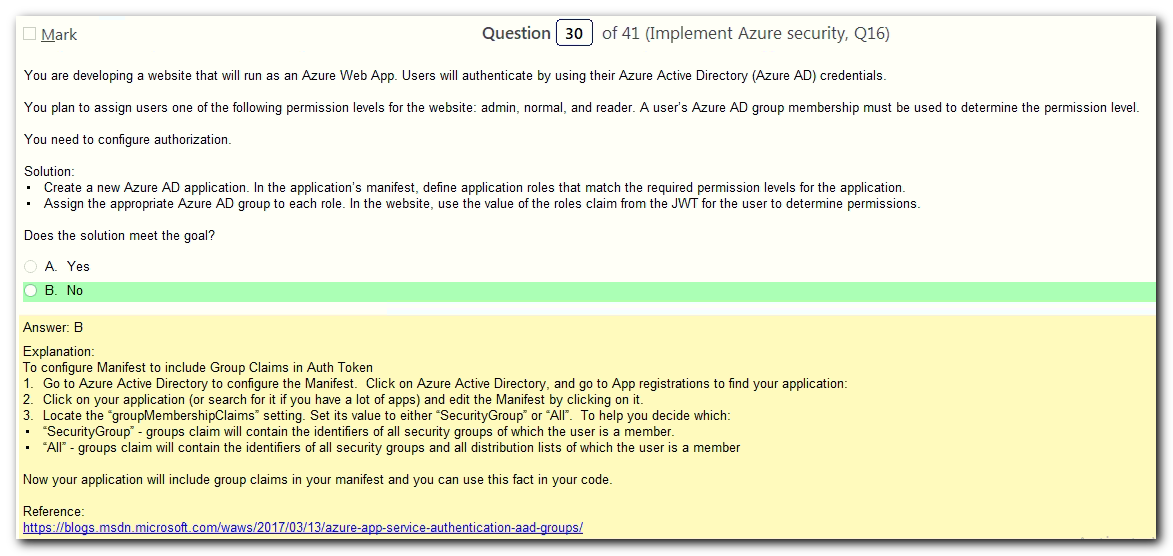 Mark
Question 30 of 41 (Implement Azure security, Q16)
You are developing a website that will run as an Azure Web App. Users will authenticate by using their Azure Active Directory (Azure AD) credentials.
You plan to assign users one of the following permission levels for the website: admin, normal, and reader. A user's Azure AD group membership must be used to determine the permission level.
You need to configure authorization.
Solution:
• Create a new Azure AD application. In the application's manifest, define application roles that match the required permission levels for the application.
• Assign the appropriate Azure AD group to each role. In the website, use the value of the roles claim from the JWT for the user to determine permissions.
Does the solution meet the goal?
A. Yes
B. No
Answer: B
Explanation:
To configure Manifest to include Group Claims in Auth Token
1. Go to Azure Active Directory to configure the Manifest. Click on Azure Active Directory, and go to App registrations to find your application:
2. Click on your application (or search for it if you have a lot of apps) and edit the Manifest by clicking on it.
3. Locate the “groupMembershipClaims” setting. Set its value to either “SecurityGroup” or “All”. To help you decide which:
• “SecurityGroup” - groups claim will contain the identifiers of all security groups of which the user is a member.
• “All” - groups claim will contain the identifiers of all security groups and all distribution lists of which the user is a member
Now your application will include group claims in your manifest and you can use this fact in your code.
Reference:
https://blogs.msdn.microsoft.com/waws/2017/03/13/azure-app-service-authentication-aad-groups/